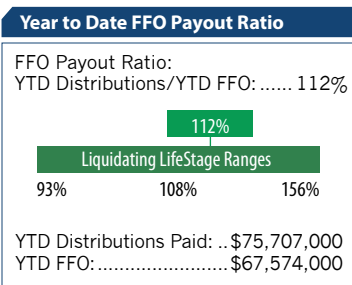 Year to Date FFO Payout Ratio
FFO Payout Ratio:
YTD Distributions/YTD FFO: ...... 112%
112%
Liquidating LifeStage Ranges
93% 108% 156%
YTD Distributions Paid: ..$75,707,000
YTD FFO:........................$67,574,000